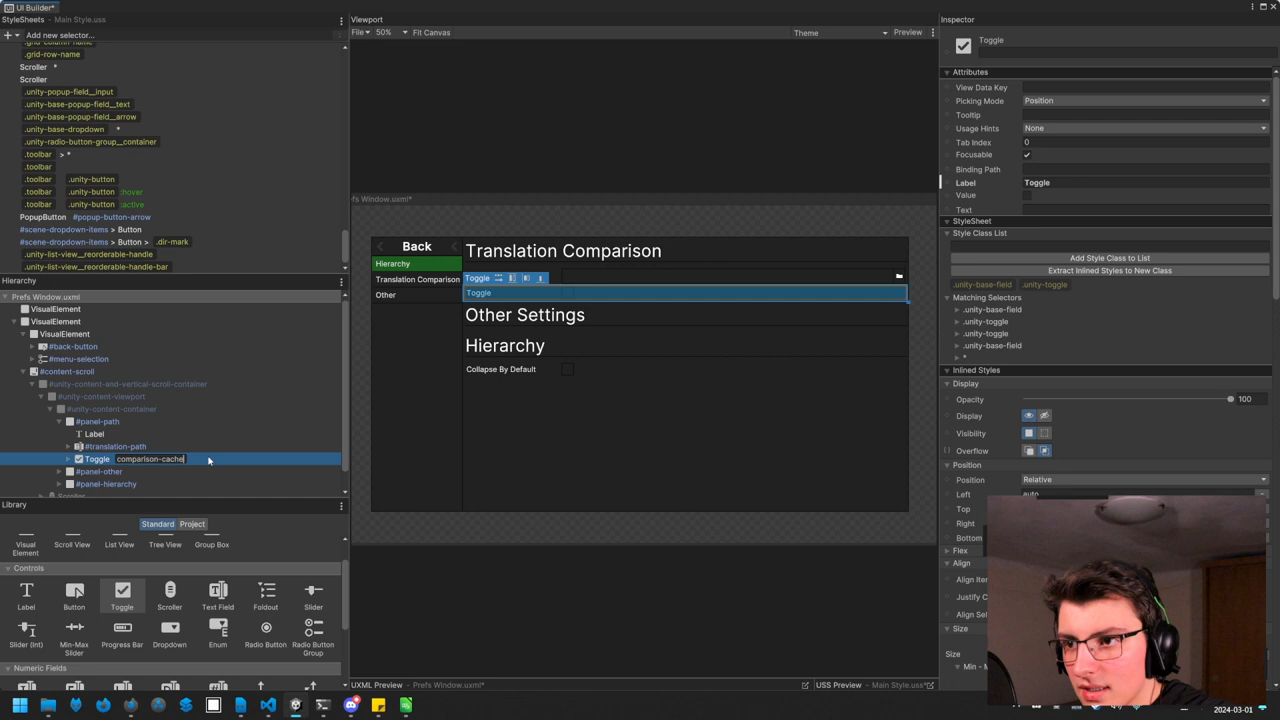 UI Builder*
StyleSheets - Main Style.uss
Add new selector...
.grid-row-name
Scroller *
Scroller
.unity-popup-field__input
.unity-base-popup-field__text
.unity-base-popup-field__arrow
.unity-base-dropdown *
.unity-radio-button-group__container
.toolbar > *
.toolbar
.toolbar .unity-button
.toolbar .unity-button :hover
.toolbar .unity-button :active
PopupButton #popup-button-arrow
#scene-dropdown-items > Button
#scene-dropdown-items > Button > .dir-mark
.unity-list-view__reorderable-handle
.unity-list-view__reorderable-handle-bar
Hierarchy
Prefs Window.uxml
VisualElement
VisualElement
VisualElement
#back-button
#menu-selection
#content-scroll
#unity-content-and-vertical-scroll-container
#unity-content-viewport
#unity-content-container
#panel-path
Label
#translation-path
Toggle comparison-cache
#panel-other
#panel-hierarchy
Library
Standard Project
Visual Element
Scroll View
List View
Tree View
Group Box
Controls
Label
Button
Toggle
Scroller
Text Field
Foldout
Slider
Slider (Int)
Min-Max Slider
Progress Bar
Dropdown
Enum
Radio Button
Radio Button Group
Numeric Fields
Viewport
File 50% Fit Canvas Theme Preview
fs Window.uxml*
Back
Hierarchy
Translation Comparison
Other
Translation Comparison
Toggle
Toggle
Other Settings
Hierarchy
Collapse By Default
UXML Preview - Prefs Window.uxml*
USS Preview - Main Style.uss*
Inspector
Toggle
Attributes
View Data Key
Picking Mode Position
Tooltip
Usage Hints None
Tab Index 0
Focusable
Binding Path
Label Toggle
Value
Text
StyleSheet
Style Class List
Add Style Class to List
Extract Inlined Styles to New Class
.unity-base-field .unity-toggle
Matching Selectors
.unity-base-field
.unity-toggle
.unity-toggle
.unity-base-field
*
Inlined Styles
Display
Opacity 100
Display
Visibility
Overflow
Position
Position Relative
Left auto
Top
Right
Bottom
Flex
Align
Align Ite
Justify C
Align Sel
Size
Size
Min - M
2024-03-01